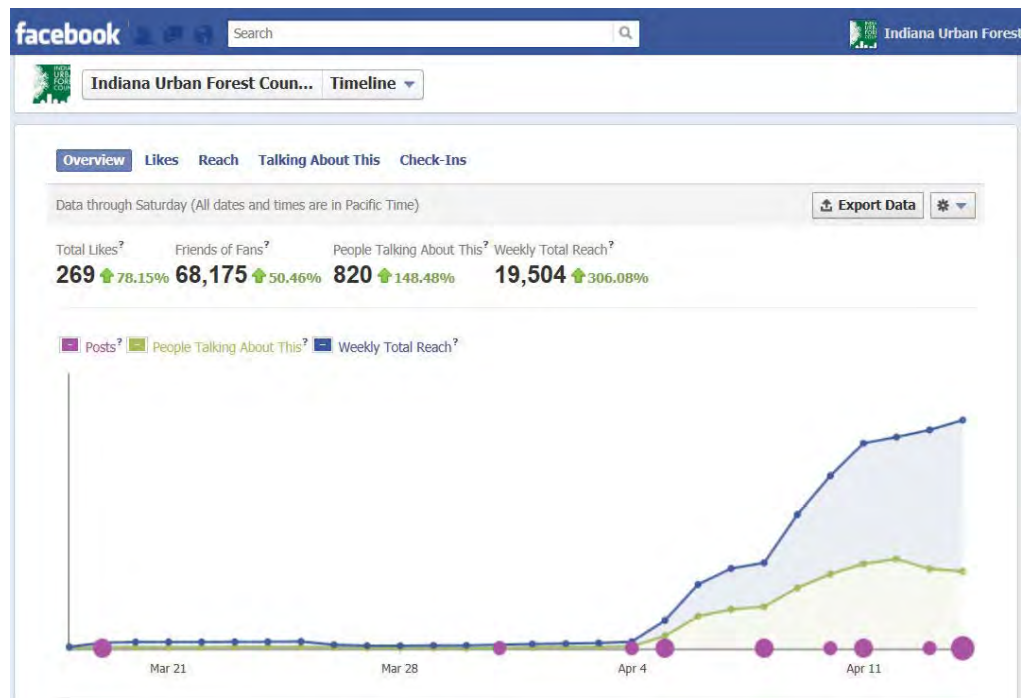 facebook Search Indiana Urban Forest
Indiana Urban Forest Coun... Timeline
Overview Likes Reach Talking About This Check-Ins
Data through Saturday (All dates and times are in Pacific Time) Export Data
Total Likes? Friends of Fans? People Talking About This? Weekly Total Reach?
269 78.15% 68,175 50.46% 820 148.48% 19,504 306.08%
Posts? People Talking About This? Weekly Total Reach?
Mar 21 Mar 28 Apr 4 Apr 11